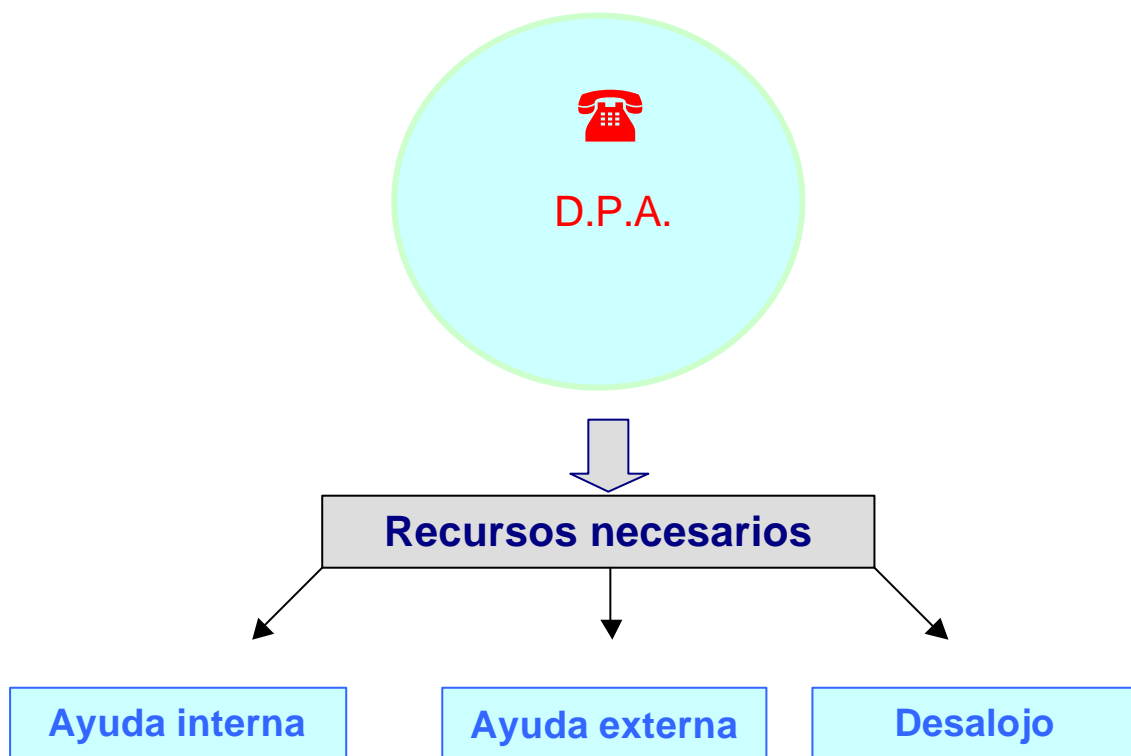 D.P.A.
Recursos necesarios
Ayuda interna
Ayuda externa
Desalojo